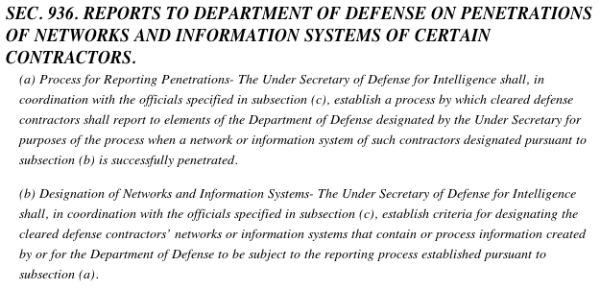 SEC. 936. REPORTS TO DEPARTMENT OF DEFENSE ON PENETRATIONS
OF NETWORKS AND INFORMATION SYSTEMS OF CERTAIN
CONTRACTORS.
(a) Process for Reporting Penetrations- The Under Secretary of Defense for Intelligence shall, in
coordination with the officials specified in subsection (c), establish a process by which cleared defense
contractors shall report to elements of the Department of Defense designated by the Under Secretary for
purposes of the process when a network or information system of such contractors designated pursuant to
subsection (b) is successfully penetrated.
(b) Designation of Networks and Information Systems- The Under Secretary of Defense for Intelligence
shall, in coordination with the officials specified in subsection (c), establish criteria for designating the
cleared defense contractors' networks or information systems that contain or process information created
by or for the Department of Defense to be subject to the reporting process established pursuant to
subsection (a).